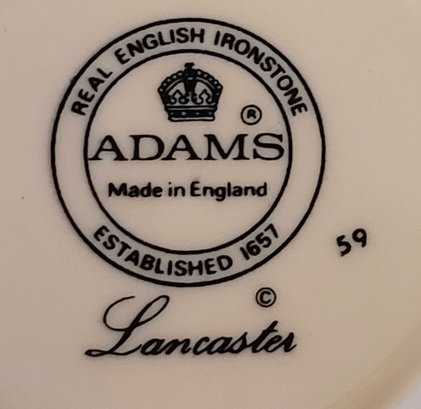 REAL ENGLISH IRONSTONE
®
ADAMS
Made in England
ESTABLISHED 1657
59
©
Lancaster